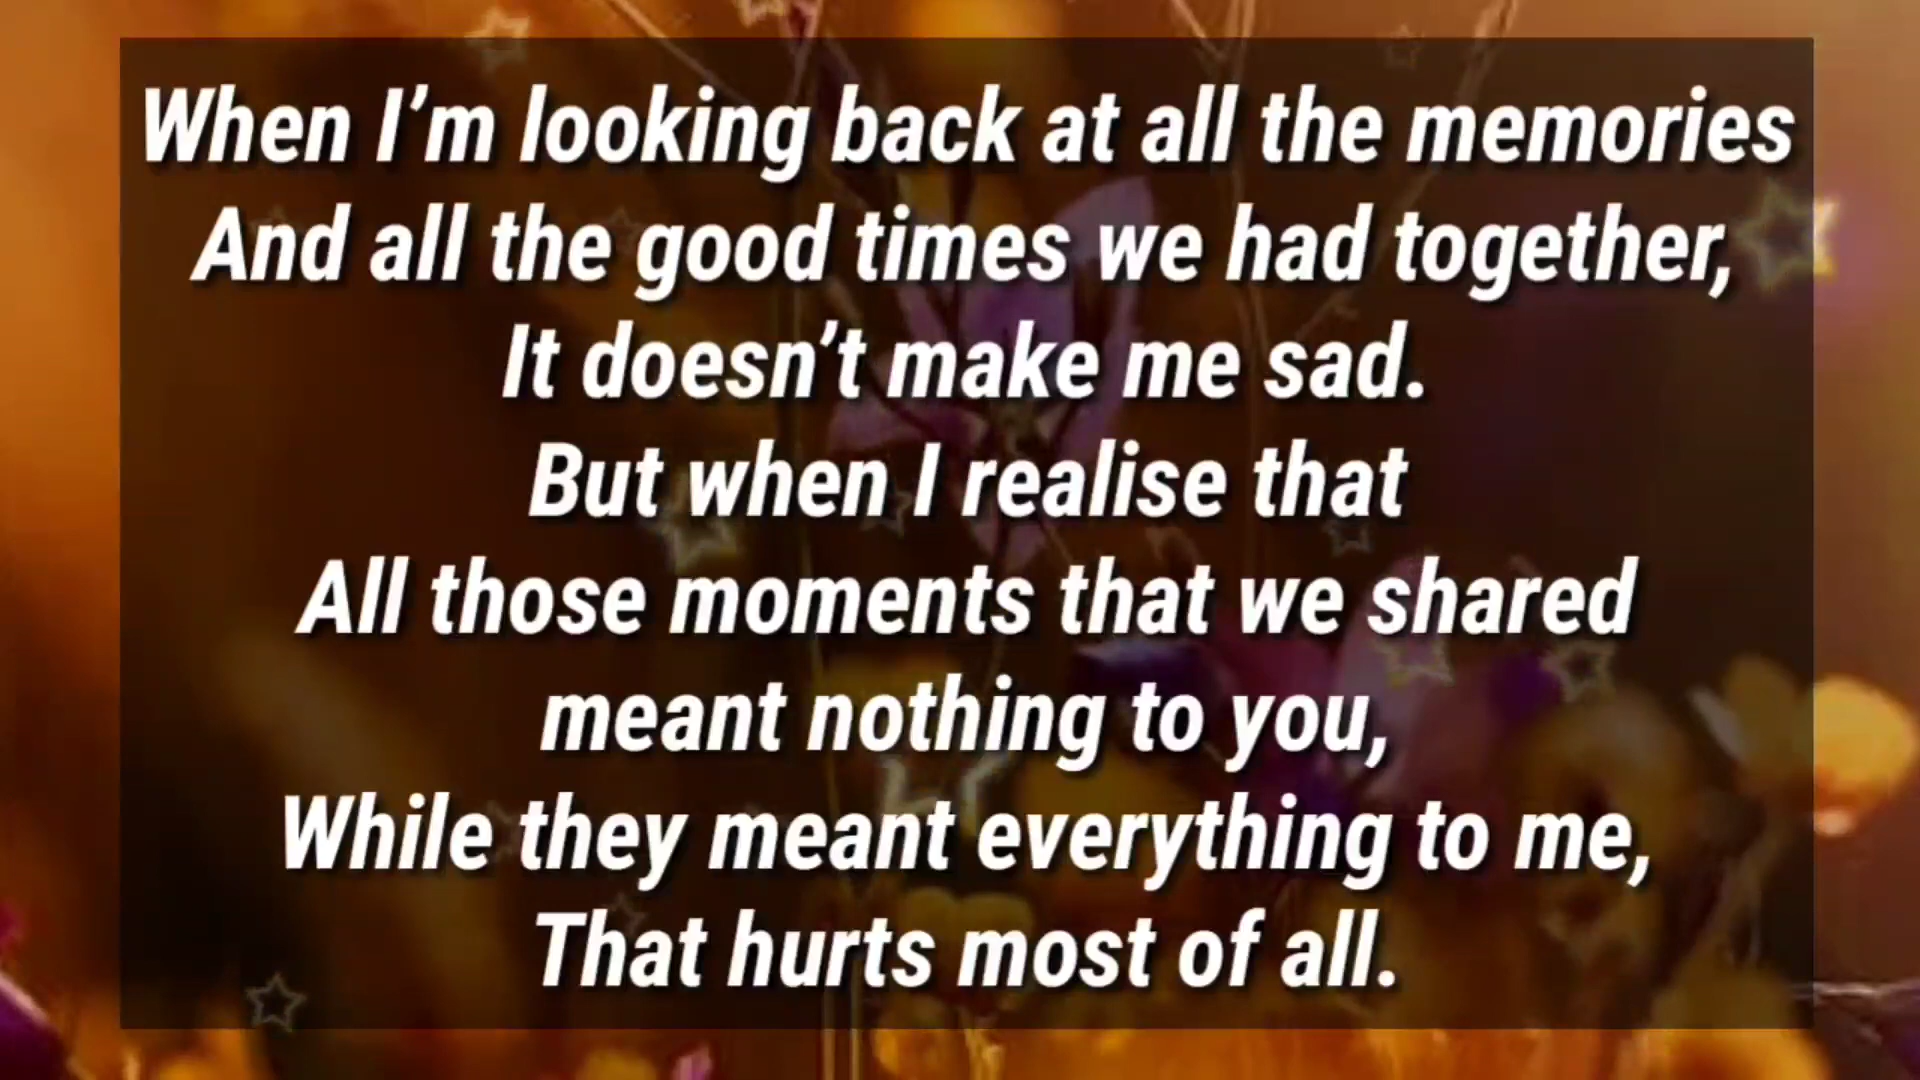 When I’m looking back at all the memories
And all the good times we had together,
It doesn’t make me sad.
But when I realise that
All those moments that we shared
meant nothing to you,
While they meant everything to me,
That hurts most of all.